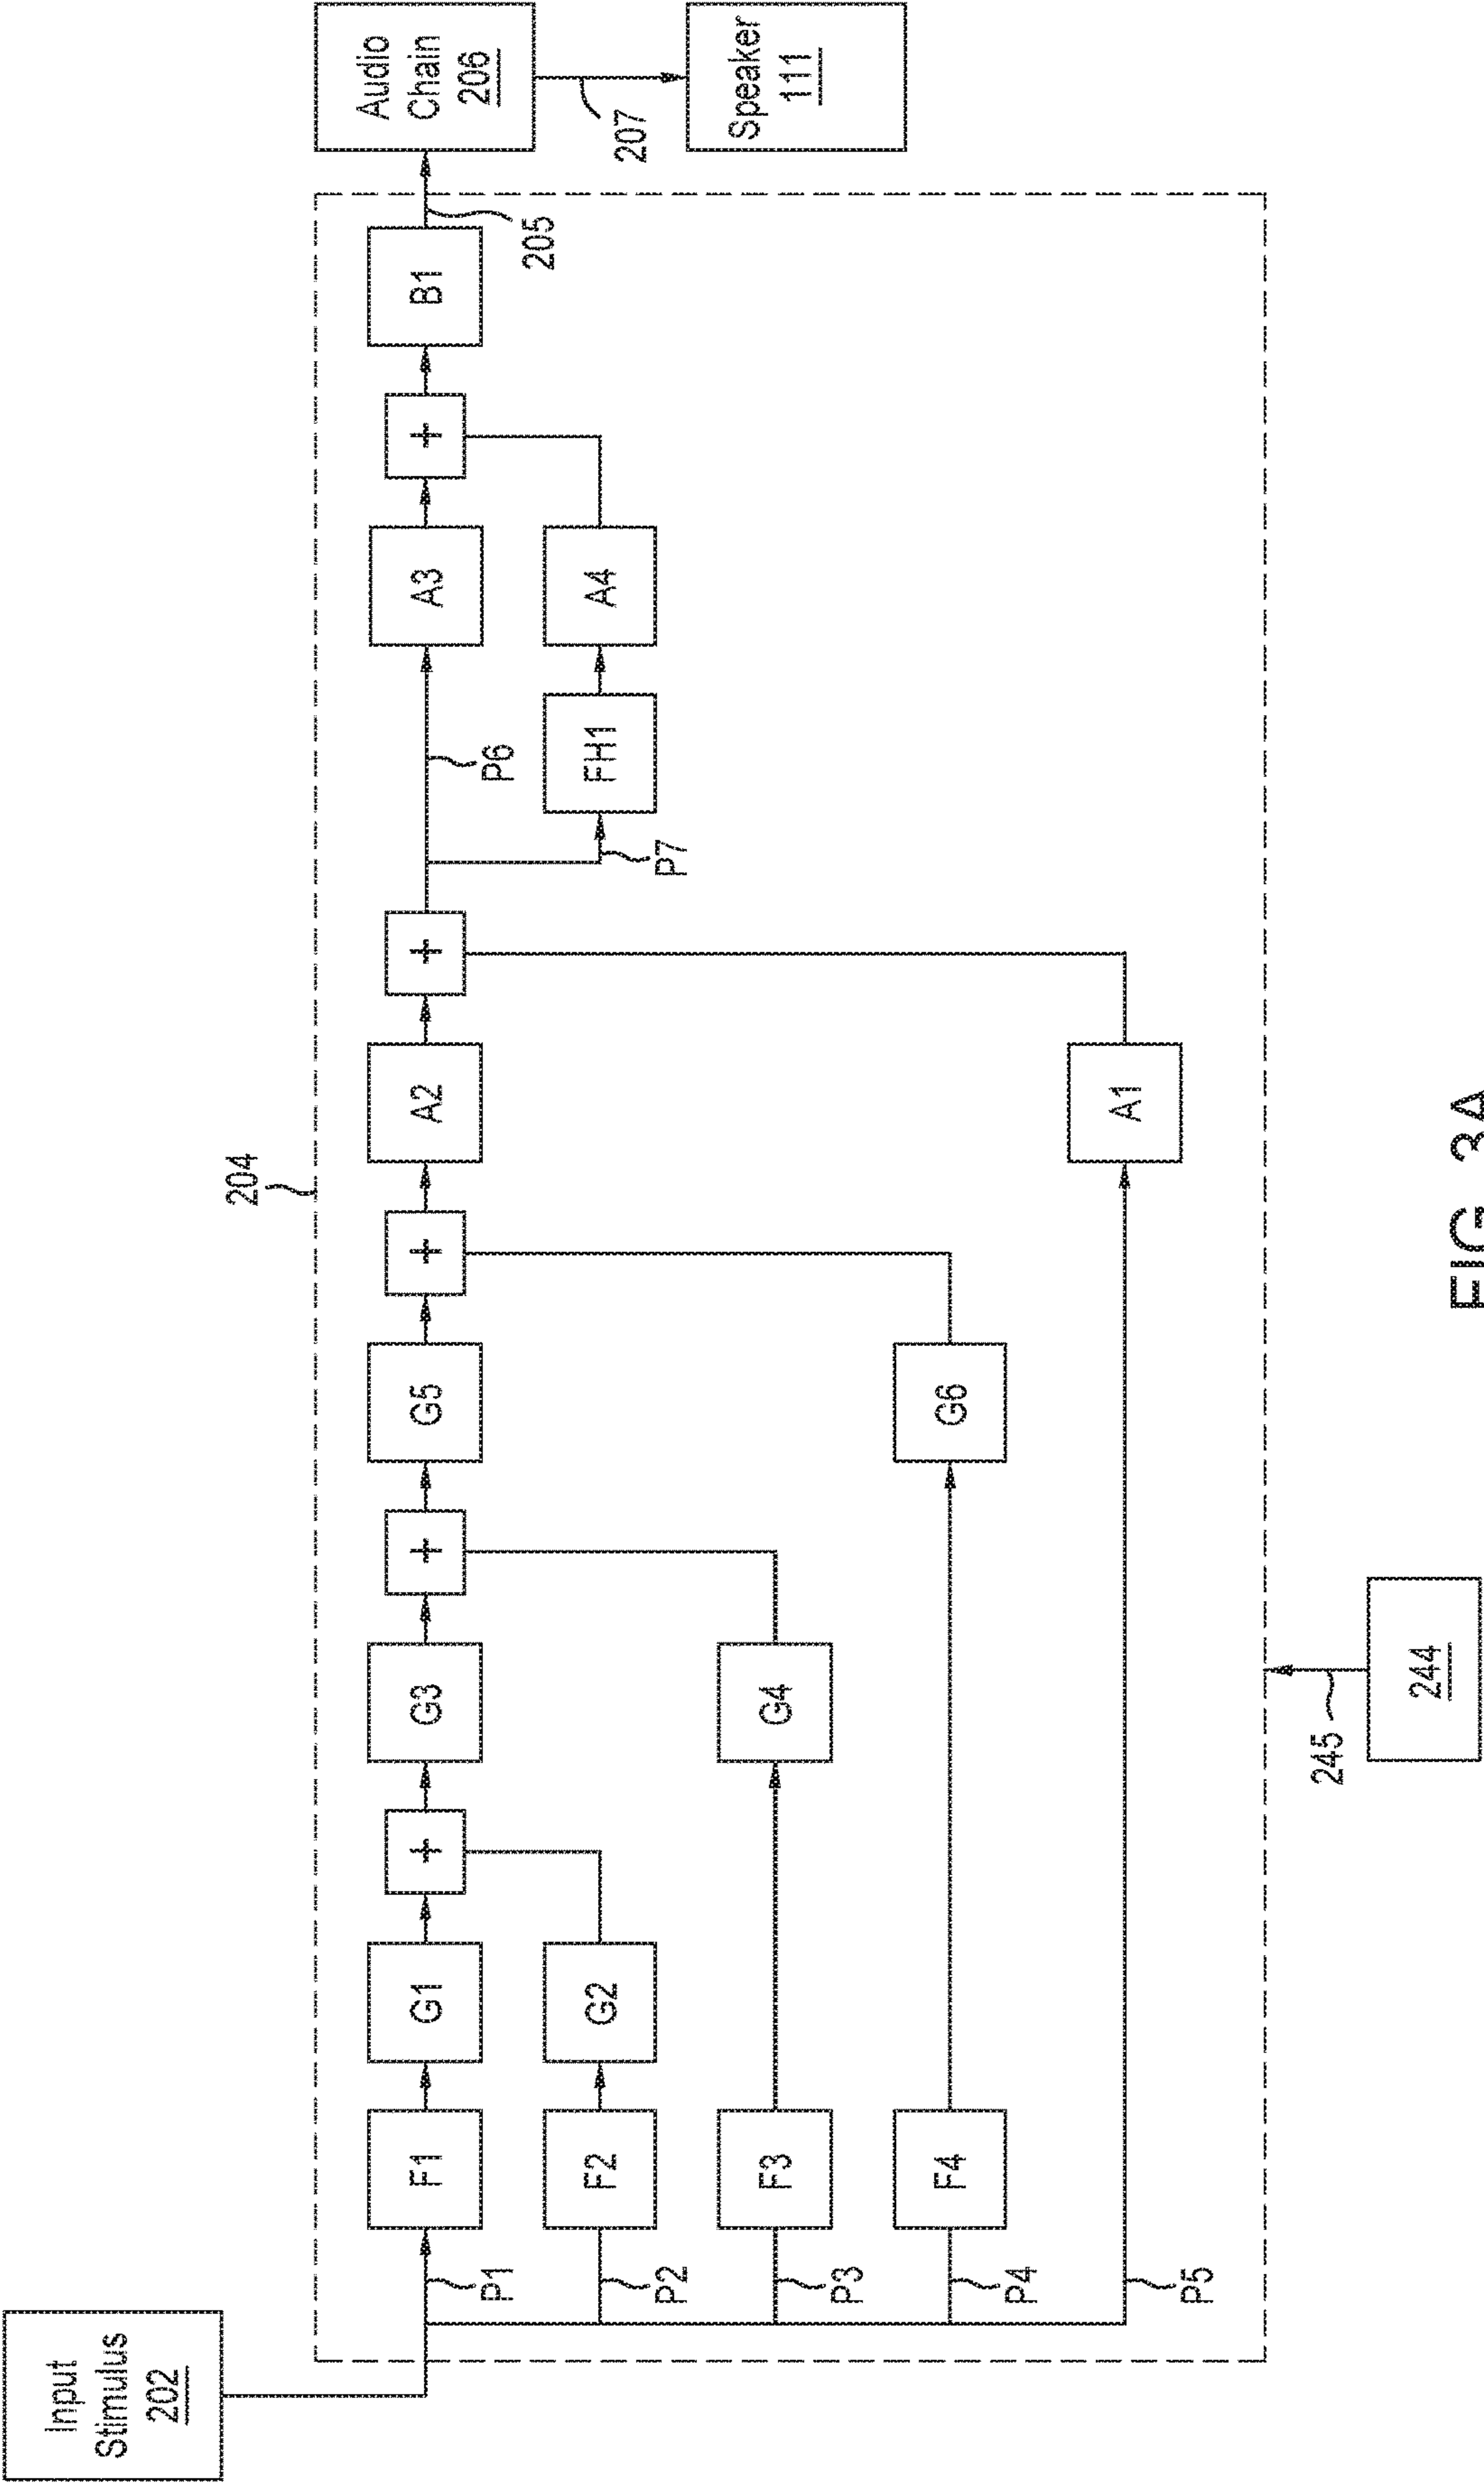 Input
Stimulus
202
204
P1
F1
G1
+
G3
+
G5
+
A2
+
P6
A3
+
B1
205
Audio
Chain
206
207
Speaker
111
P2
F2
G2
P7
FH1
A4
P3
F3
G4
P4
F4
G6
P5
A1
245
244
FIG. 3A